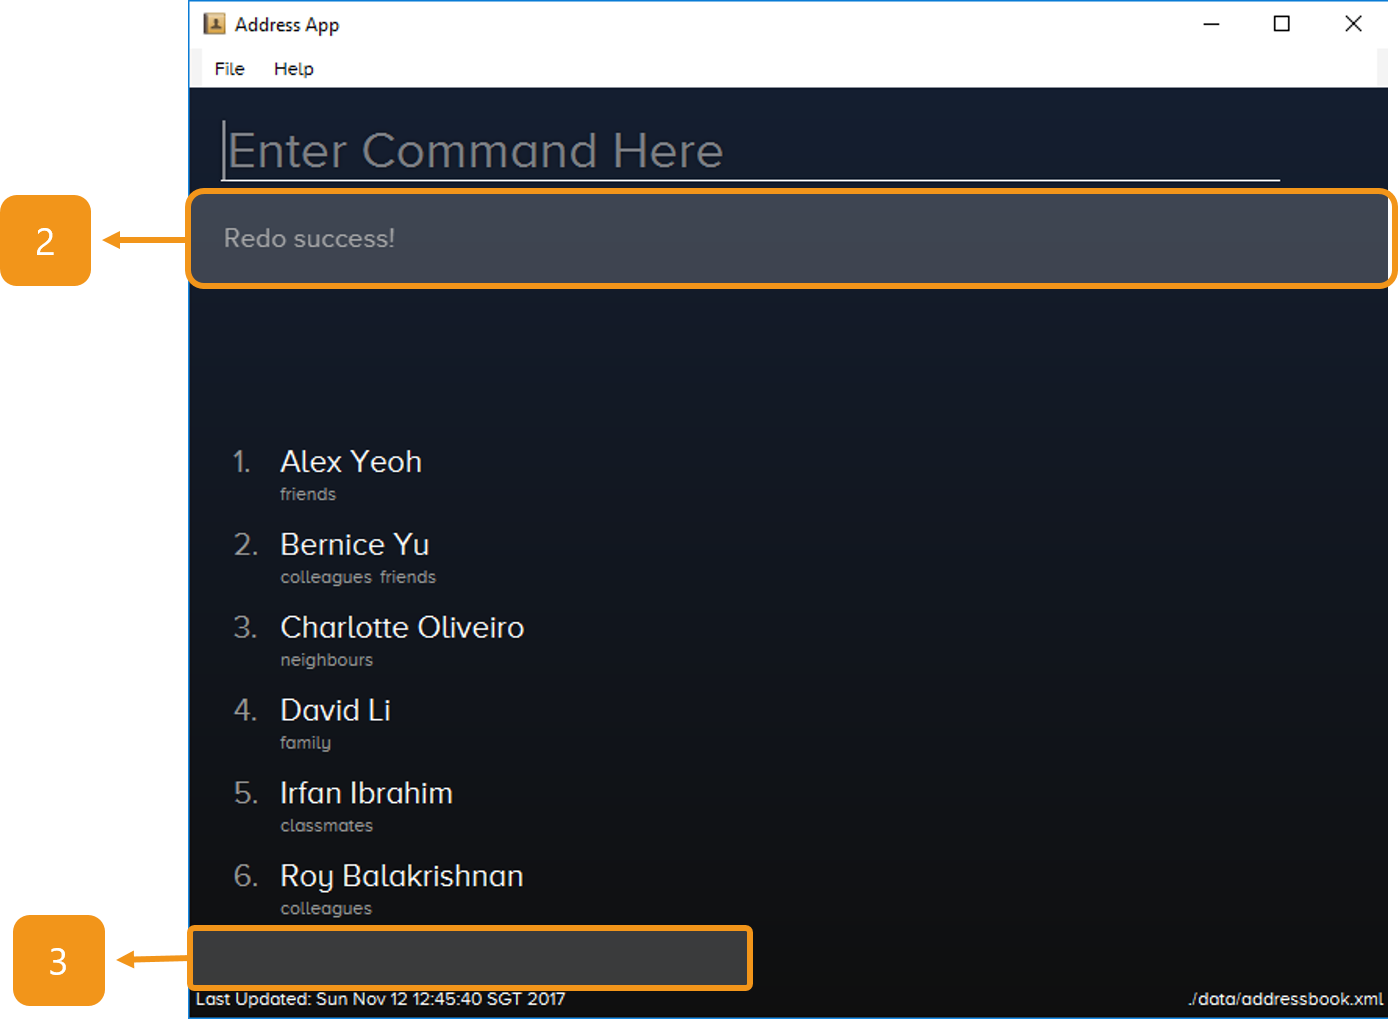 Address App
File Help
Enter Command Here
2
Redo success!
1. Alex Yeoh
friends
2. Bernice Yu
colleagues friends
3. Charlotte Oliveiro
neighbours
4. David Li
family
5. Irfan Ibrahim
classmates
6. Roy Balakrishnan
colleagues
3
Last Updated: Sun Nov 12 12:45:40 SGT 2017 ./data/addressbook.xml